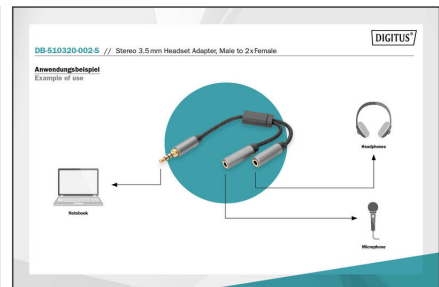 DIGITUS®
DB-510320-002-S // Stereo 3.5 mm Headset Adapter, Male to 2x Female
Anwendungsbeispiel
Example of use
Headphones
Notebook
Microphone